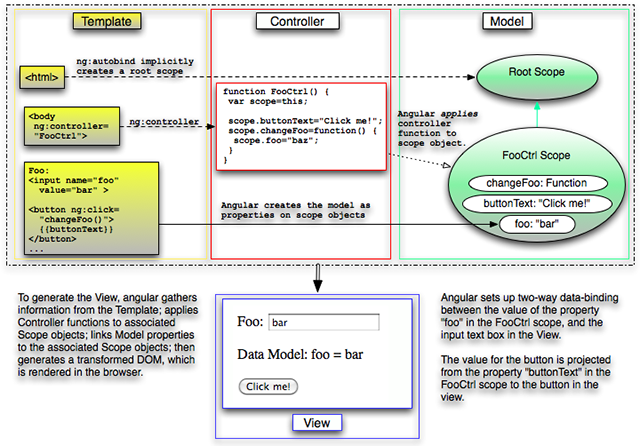 Template
Controller
Model
<html>
ng:autobind implicitly
creates a root scope
Root Scope
<body
ng:controller=
"FooCtrl">
ng:controller
function FooCtrl() {
var scope=this;
scope.buttonText="Click me!";
scope.changeFoo=function() {
scope.foo="baz";
}
}
Angular applies
controller
function to
scope object.
FooCtrl Scope
changeFoo: Function
buttonText: "Click me!"
foo: "bar"
Foo:
<input name="foo"
value="bar" >
<button ng:click=
"changeFoo()">
{{buttonText}}
</button>
...
Angular creates the model as
properties on scope objects
To generate the View, angular gathers
information from the Template; applies
Controller functions to associated
Scope objects; links Model properties
to the associated Scope objects; then
generates a transformed DOM, which
is rendered in the browser.
Foo: bar
Data Model: foo = bar
Click me!
View
Angular sets up two-way data-binding
between the value of the property
"foo" in the FooCtrl scope, and the
input text box in the View.
The value for the button is projected
from the property "buttonText" in the
FooCtrl scope to the button in the
view.